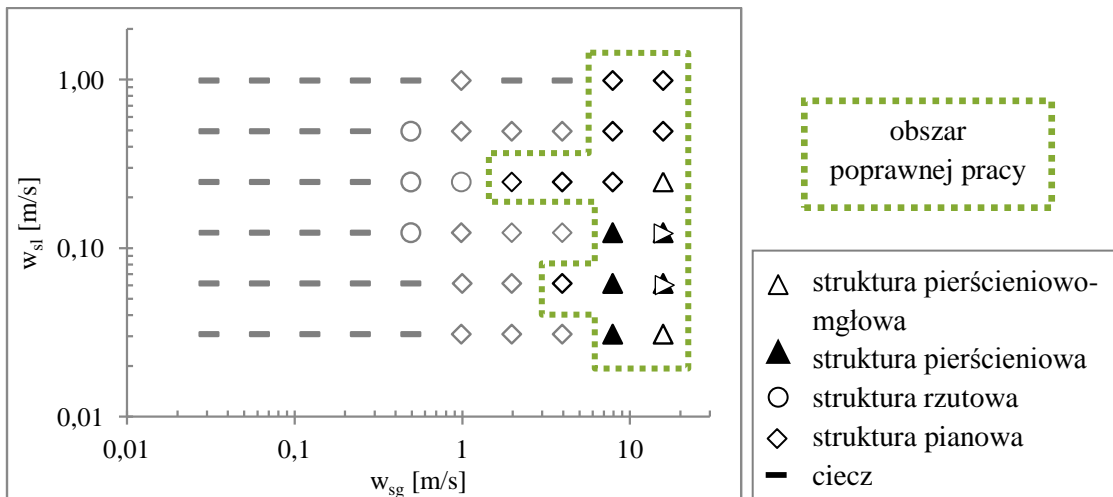 1,00
0,10
0,01
w_sl [m/s]
0,01
0,1
1
10
w_sg [m/s]
obszar
poprawnej pracy
struktura pierścieniowo-
mgłowa
struktura pierścieniowa
struktura rzutowa
struktura pianowa
ciecz